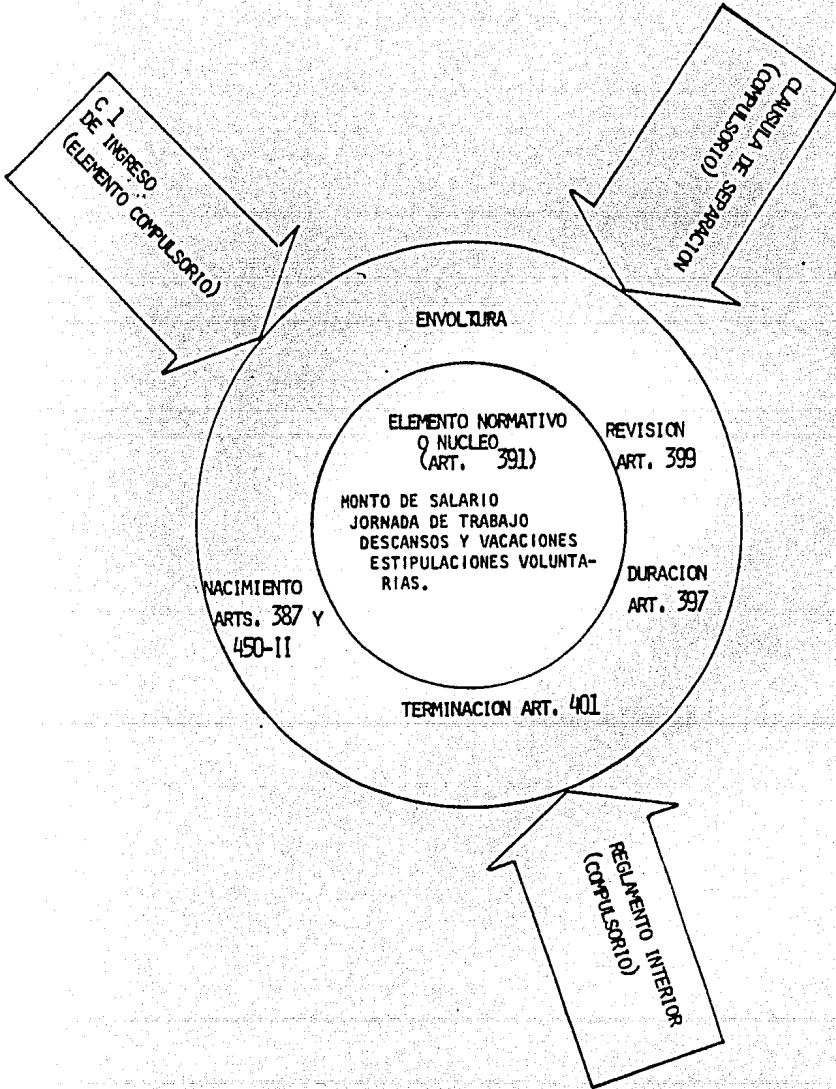 C 1
DE INGRESO
(ELEMENTO COMPULSORIO)
CLAUSULA DE SEPARACION
(COMPULSORIO)
ENVOLTURA
ELEMENTO NORMATIVO
O NUCLEO
(ART. 391)
MONTO DE SALARIO
JORNADA DE TRABAJO
DESCANSOS Y VACACIONES
ESTIPULACIONES VOLUNTA-
RIAS.
REVISION
ART. 399
DURACION
ART. 397
NACIMIENTO
ARTS. 387 Y
450-II
TERMINACION ART. 401
REGLAMENTO INTERIOR
(COMPULSORIO)